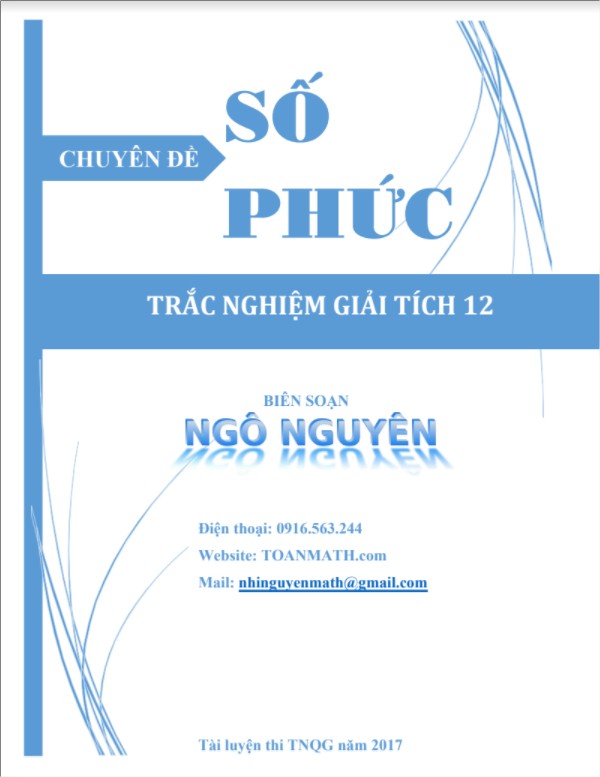 CHUYÊN ĐỀ
SỐ
PHỨC
TRẮC NGHIỆM GIẢI TÍCH 12
BIÊN SOẠN
NGÔ NGUYÊN
Điện thoại: 0916.563.244
Website: TOANMATH.com
Mail: nhinguyenmath@gmail.com
Tài luyện thi TNQG năm 2017